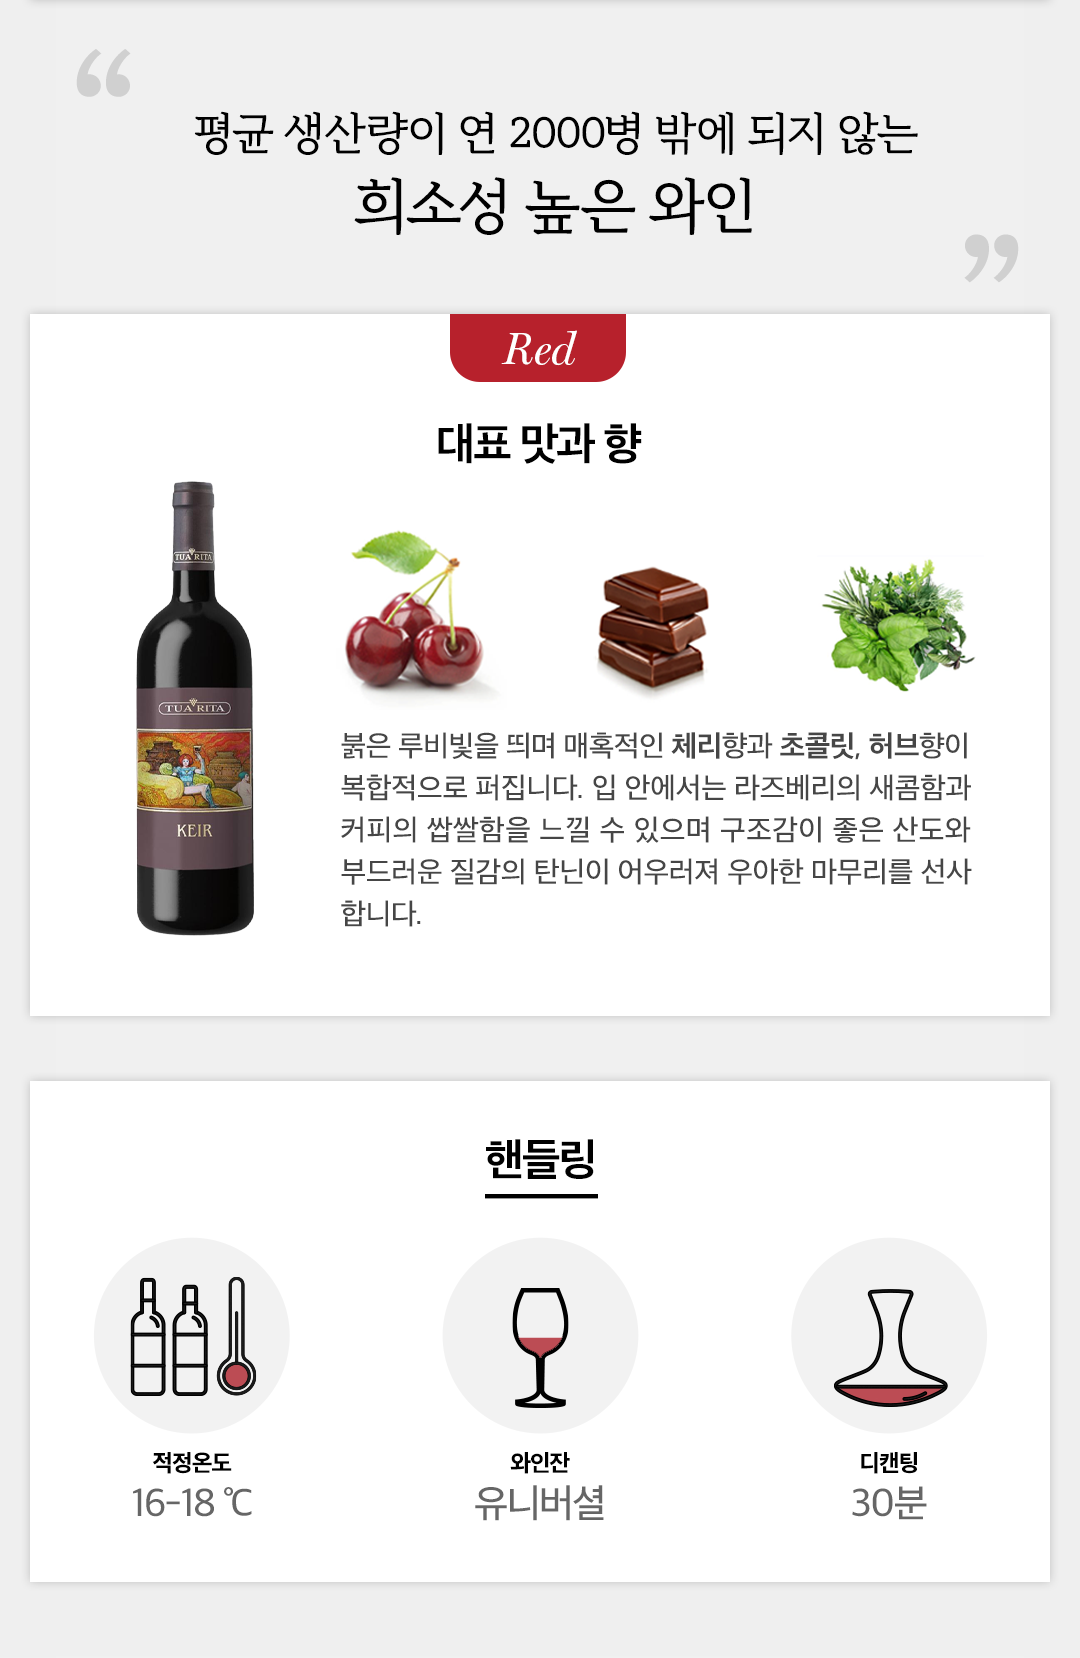 “
평균 생산량이 연 2000병 밖에 되지 않는
희소성 높은 와인
”
Red
대표 맛과 향
TUA RITA
TUA RITA
KEIR
붉은 루비빛을 띄며 매혹적인 체리향과 초콜릿, 허브향이
복합적으로 퍼집니다. 입 안에서는 라즈베리의 새콤함과
커피의 쌉쌀함을 느낄 수 있으며 구조감이 좋은 산도와
부드러운 질감의 탄닌이 어우러져 우아한 마무리를 선사
합니다.
핸들링
적정온도
16-18 ℃
와인잔
유니버셜
디캔팅
30분